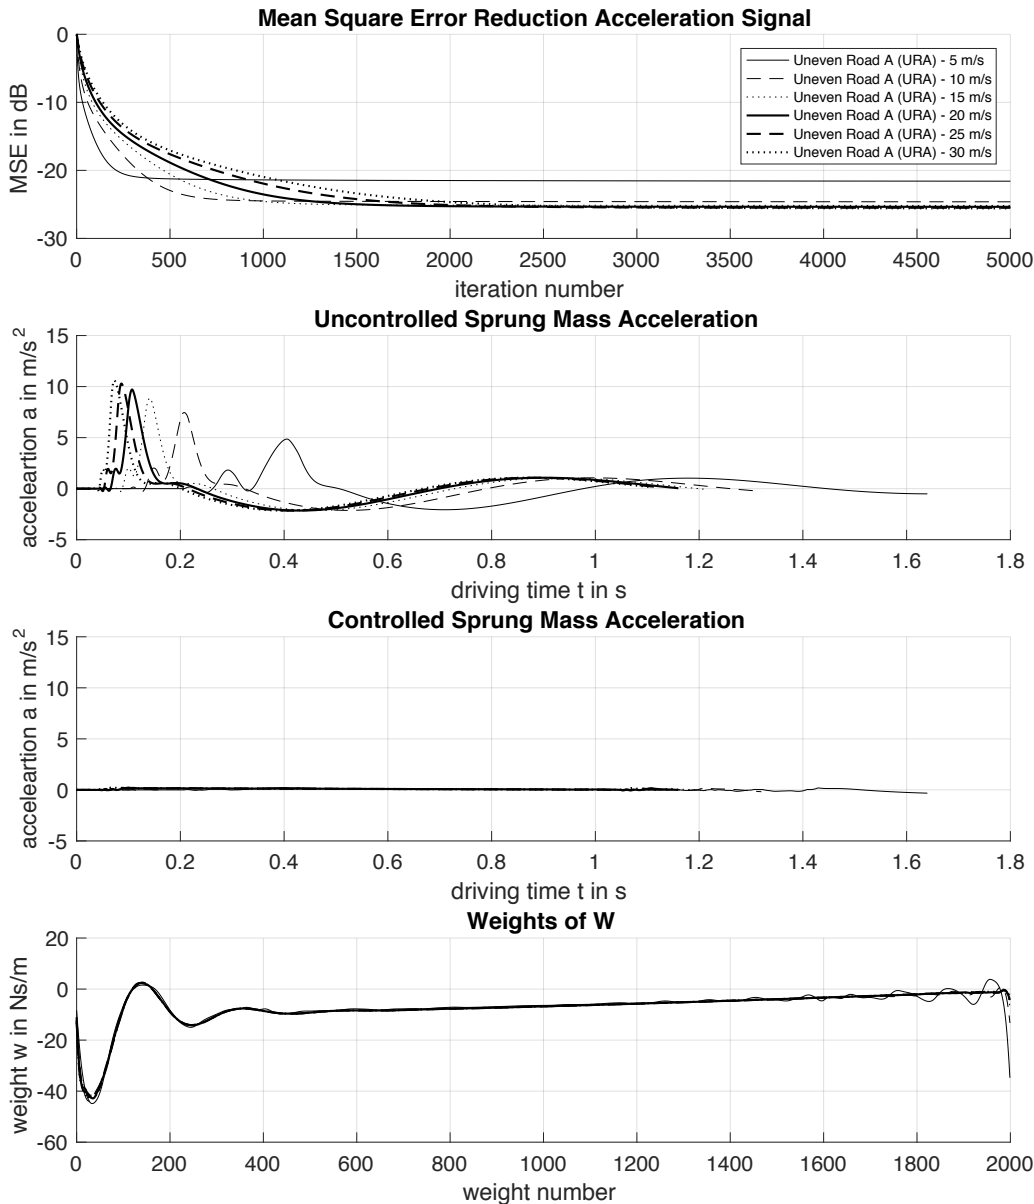 Mean Square Error Reduction Acceleration Signal
MSE in dB
0
-10
-20
-30
Uneven Road A (URA) - 5 m/s
Uneven Road A (URA) - 10 m/s
Uneven Road A (URA) - 15 m/s
Uneven Road A (URA) - 20 m/s
Uneven Road A (URA) - 25 m/s
Uneven Road A (URA) - 30 m/s
0 500 1000 1500 2000 2500 3000 3500 4000 4500 5000
iteration number
Uncontrolled Sprung Mass Acceleration
acceleartion a in m/s²
15
10
5
0
-5
0 0.2 0.4 0.6 0.8 1 1.2 1.4 1.6 1.8
driving time t in s
Controlled Sprung Mass Acceleration
acceleartion a in m/s²
15
10
5
0
-5
0 0.2 0.4 0.6 0.8 1 1.2 1.4 1.6 1.8
driving time t in s
Weights of W
weight w in Ns/m
20
0
-20
-40
-60
0 200 400 600 800 1000 1200 1400 1600 1800 2000
weight number